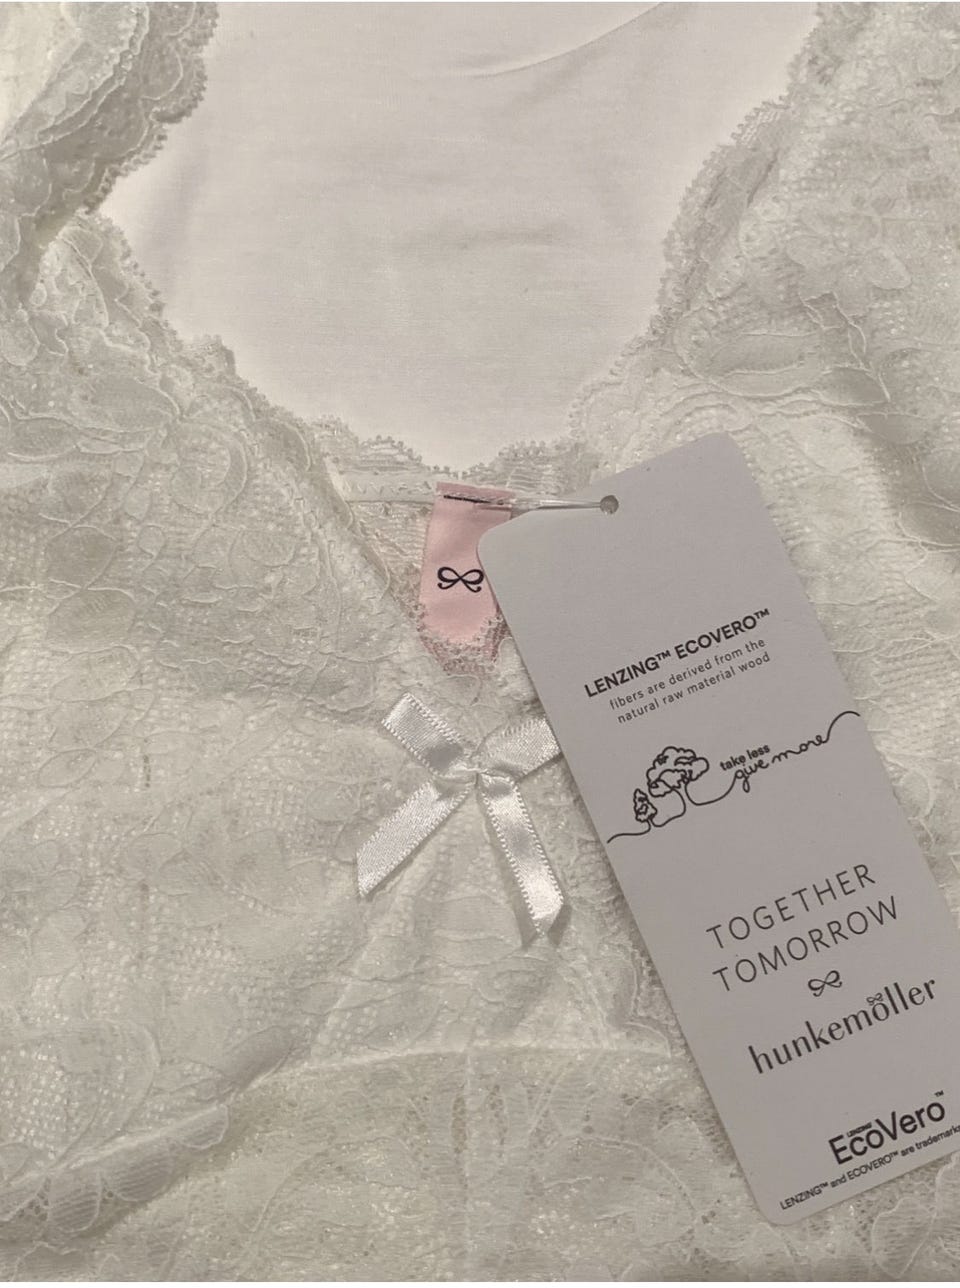 LENZING™ ECOVERO™
fibers are derived from the
natural raw material wood
take less
give more
TOGETHER
TOMORROW
hunkemöller
LENZING
EcoVero™
LENZING™ and ECOVERO™ are trademarks